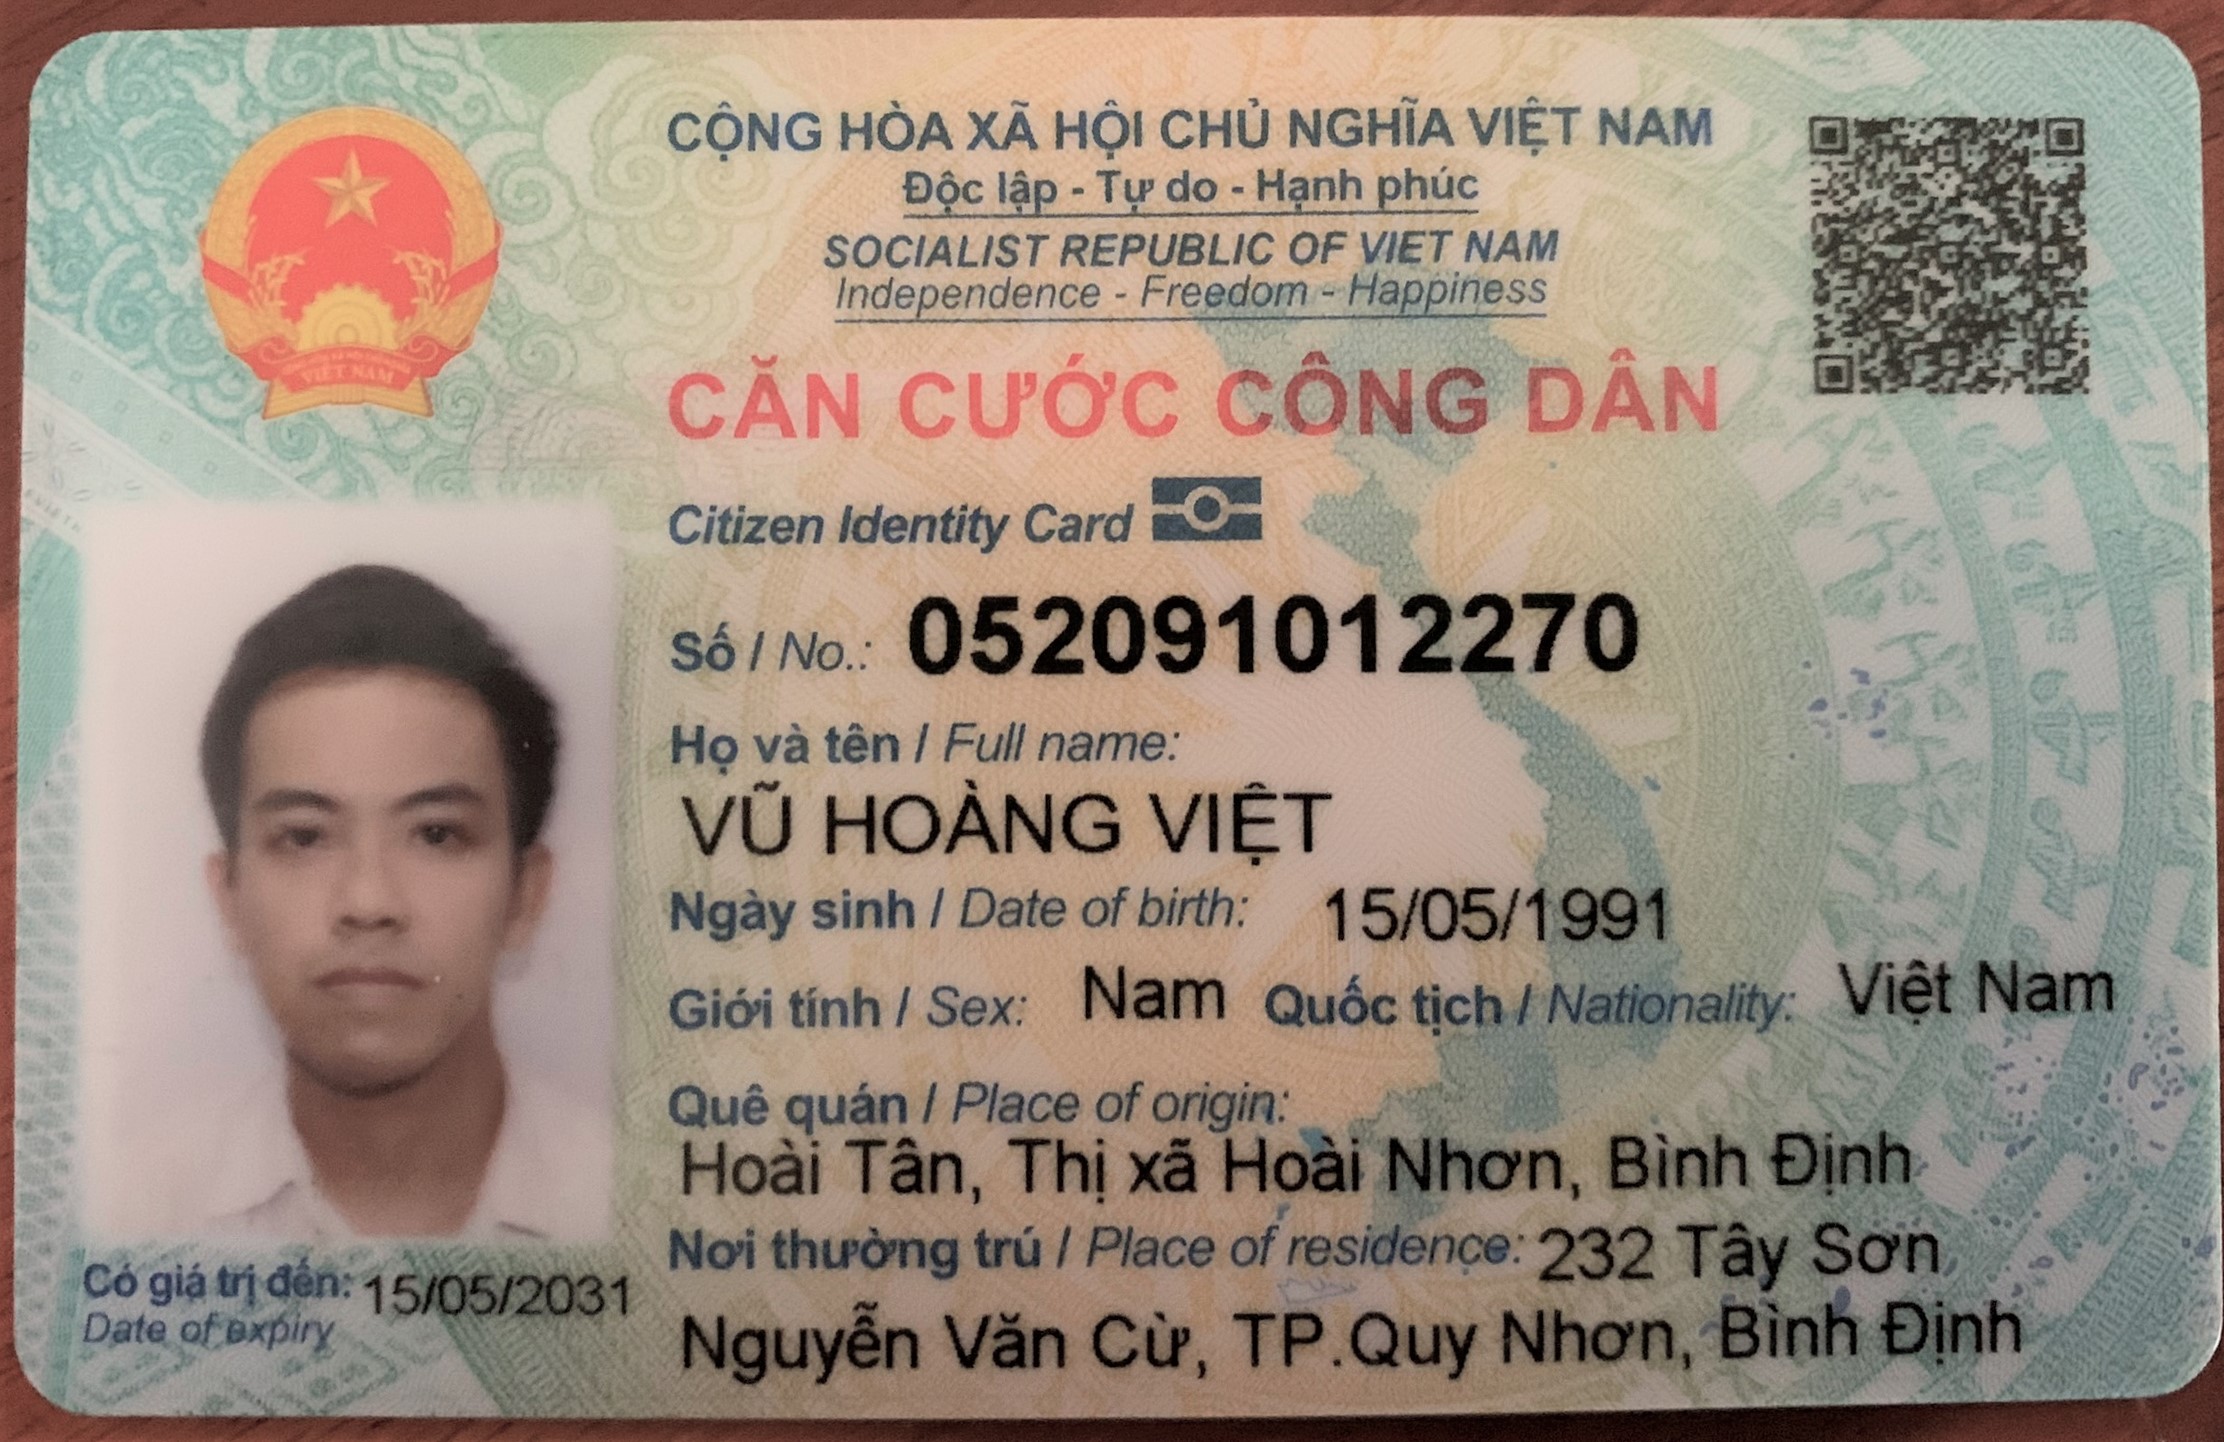 CỘNG HÒA XÃ HỘI CHỦ NGHĨA VIỆT NAM
Độc lập - Tự do - Hạnh phúc
SOCIALIST REPUBLIC OF VIET NAM
Independence - Freedom - Happiness
VIỆT NAM
CĂN CƯỚC CÔNG DÂN
Citizen Identity Card
Số / No.: 052091012270
Họ và tên / Full name:
VŨ HOÀNG VIỆT
Ngày sinh / Date of birth: 15/05/1991
Giới tính / Sex: Nam Quốc tịch / Nationality: Việt Nam
Quê quán / Place of origin:
Hoài Tân, Thị xã Hoài Nhơn, Bình Định
Nơi thường trú / Place of residence: 232 Tây Sơn,
Nguyễn Văn Cừ, TP.Quy Nhơn, Bình Định
Có giá trị đến: 15/05/2031
Date of expiry